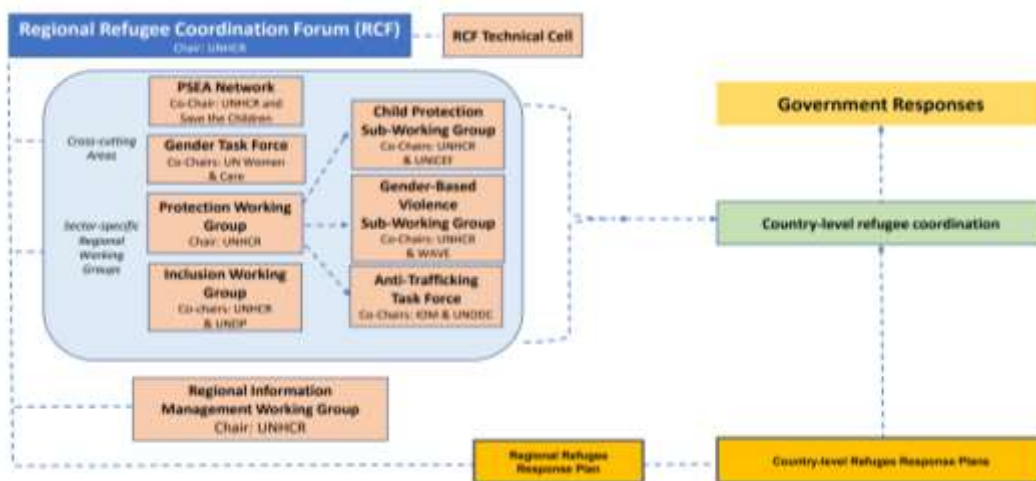 Regional Refugee Coordination Forum (RCF)
Chair: UNHCR
RCF Technical Cell
PSEA Network
Co-Chair: UNHCR and
Save the Children
Cross-cutting
Areas
Gender Task Force
Co-Chairs: UN Women
& Care
Sector-specific
Regional
Working
Groups
Protection Working
Group
Chair: UNHCR
Inclusion Working
Group
Co-chairs: UNHCR
& UNDP
Child Protection
Sub-Working Group
Co-Chairs: UNHCR
& UNICEF
Gender-Based
Violence
Sub-Working Group
Co-Chairs: UNHCR
& WAVE
Anti-Trafficking
Task Force
Co-Chairs: IOM & UNODC
Government Responses
Country-level refugee coordination
Regional Information
Management Working Group
Chair: UNHCR
Regional Refugee
Response Plan
Country-level Refugee Response Plans